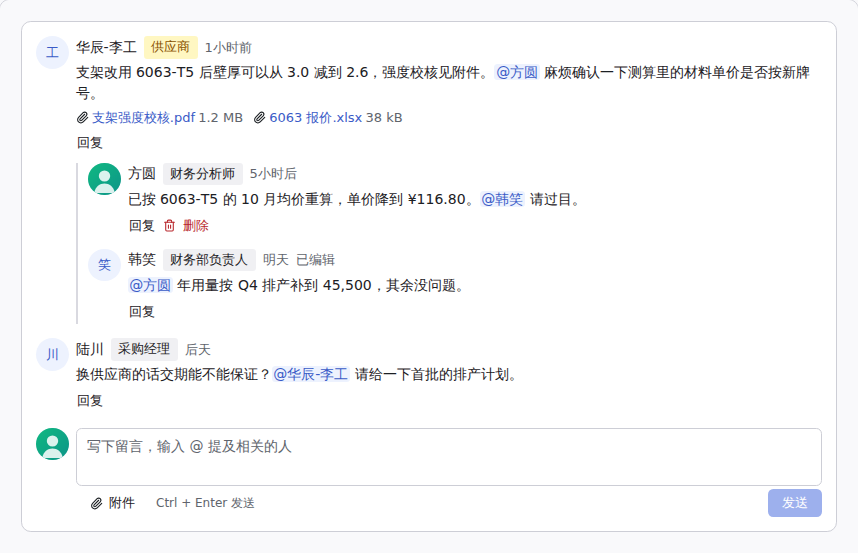 工
华辰-李工 供应商 1小时前
支架改用 6063-T5 后壁厚可以从 3.0 减到 2.6，强度校核见附件。@方圆 麻烦确认一下测算里的材料单价是否按新牌
号。
支架强度校核.pdf 1.2 MB 6063 报价.xlsx 38 kB
回复
方圆 财务分析师 5小时后
已按 6063-T5 的 10 月均价重算，单价降到 ¥116.80。@韩笑 请过目。
回复 删除
笑
韩笑 财务部负责人 明天 已编辑
@方圆 年用量按 Q4 排产补到 45,500，其余没问题。
回复
川
陆川 采购经理 后天
换供应商的话交期能不能保证？@华辰-李工 请给一下首批的排产计划。
回复
写下留言，输入 @ 提及相关的人
附件 Ctrl + Enter 发送 发送